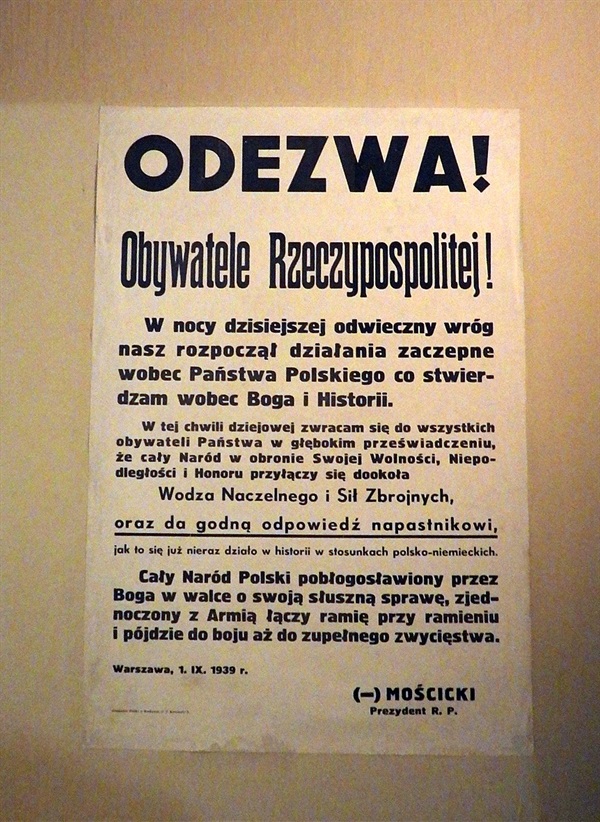 ODEZWA!
Obywatele Rzeczypospolitej!
W nocy dzisiejszej odwieczny wróg
nasz rozpoczął działania zaczepne
wobec Państwa Polskiego co stwier-
dzam wobec Boga i Historii.
W tej chwili dziejowej zwracam się do wszystkich
obywateli Państwa w głębokim przeświadczeniu,
że cały Naród w obronie Swojej Wolności, Niepo-
dległości i Honoru przyłączy się dookoła
Wodza Naczelnego i Sił Zbrojnych,
oraz da godną odpowiedź napastnikowi,
jak to się już nieraz działo w historii w stosunkach polsko-niemieckich.
Cały Naród Polski pobłogosławiony przez
Boga w walce o swoją słuszną sprawę, zjed-
noczony z Armią łączy ramię przy ramieniu
i pójdzie do boju aż do zupełnego zwycięstwa.
Warszawa, 1. IX. 1939 r.
(—) MOŚCICKI
Prezydent R. P.